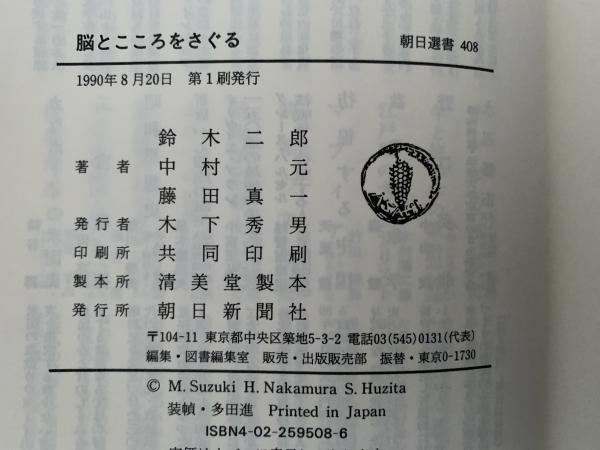 脳とこころをさぐる　朝日選書 408
1990年8月20日　第1刷発行
鈴木二郎
著者　中村元
藤田真一
発行者　木下秀男
印刷所　共同印刷
製本所　清美堂製本
発行所　朝日新聞社
〒104-11 東京都中央区築地5-3-2 電話03(545)0131(代表)
編集・図書編集室　販売・出版販売部　振替・東京0-1730
© M. Suzuki H. Nakamura S. Huzita
装幀・多田進　Printed in Japan
ISBN4-02-259508-6